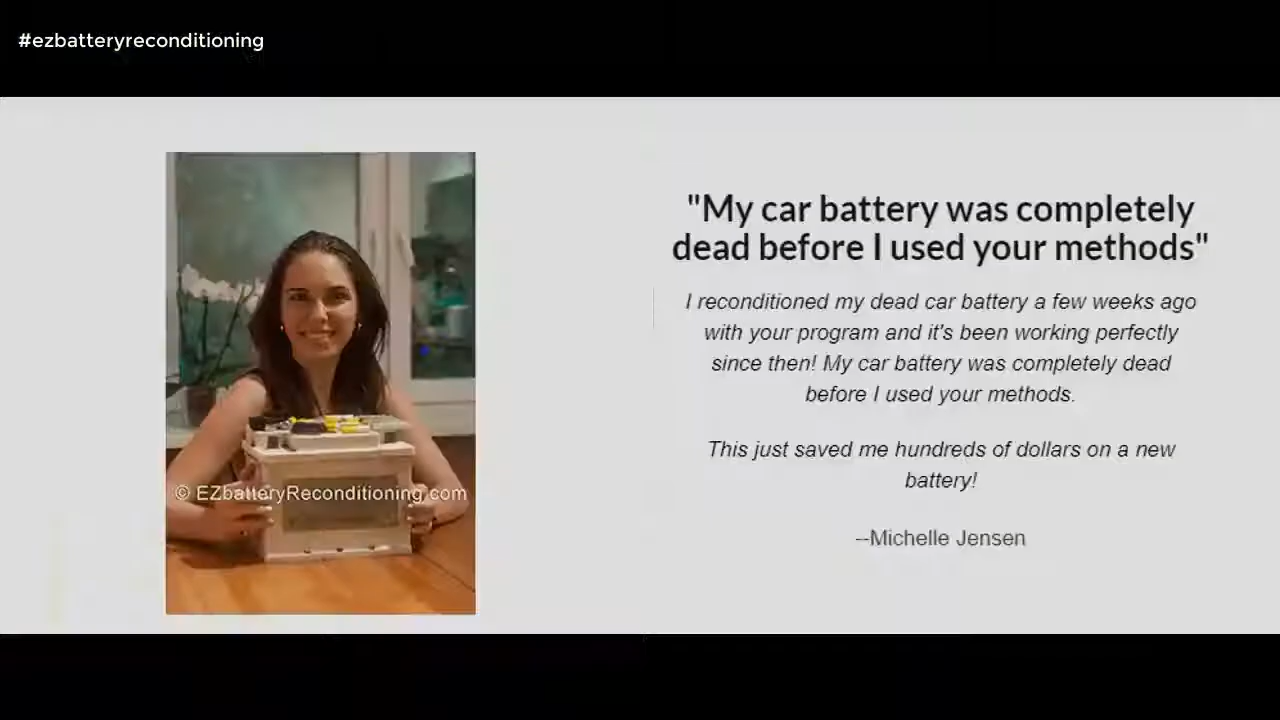 #ezbatteryreconditioning
© EZbatteryReconditioning.com
"My car battery was completely
dead before I used your methods"
I reconditioned my dead car battery a few weeks ago
with your program and it's been working perfectly
since then! My car battery was completely dead
before I used your methods.
This just saved me hundreds of dollars on a new
battery!
--Michelle Jensen